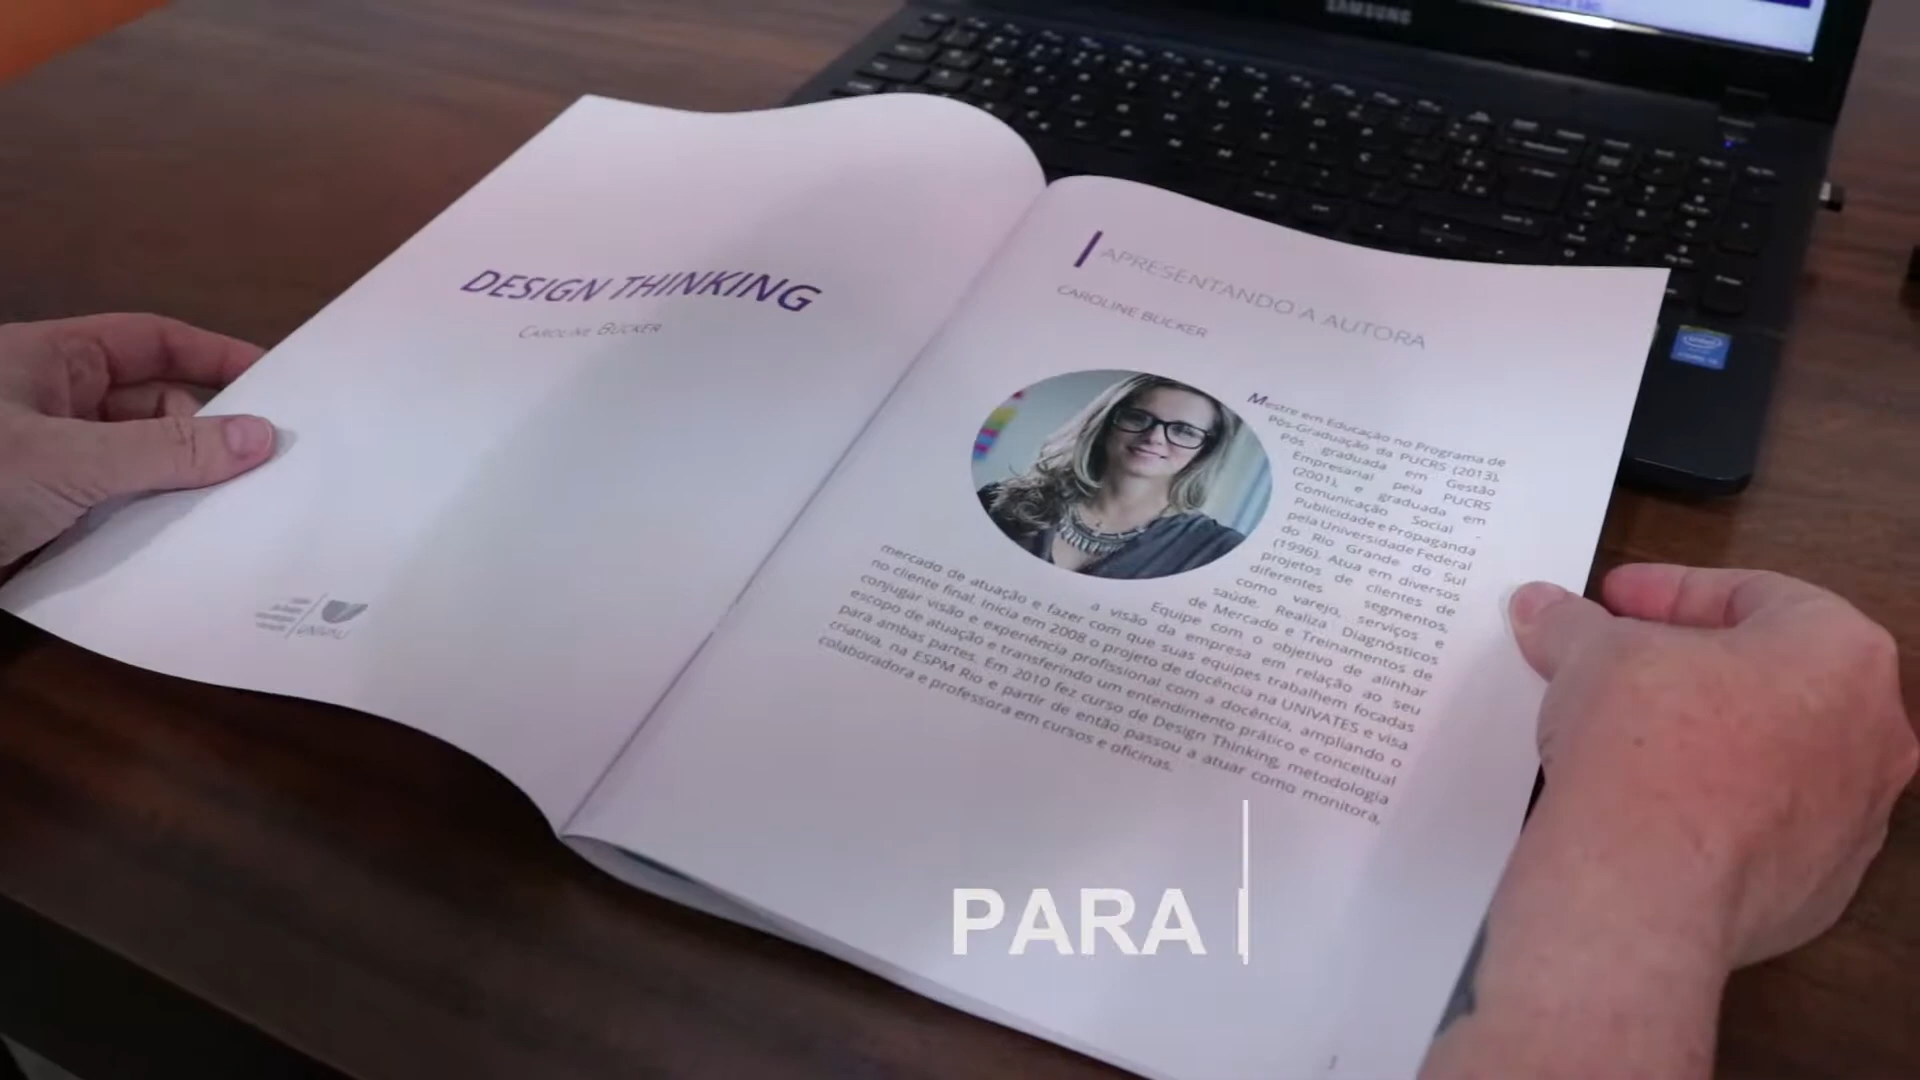 SAMSUNG
DESIGN THINKING
CAROLINE BÜCKER
UNIVALI
APRESENTANDO A AUTORA
CAROLINE BUCKER
Mestre em Educação no Programa de
Pós-Graduação da PUCRS (2013),
Pós graduada em Gestão
Empresarial pela PUCRS
(2001), e graduada em
Comunicação Social -
Publicidade e Propaganda
pela Universidade Federal
do Rio Grande do Sul
(1996). Atua em diversos
projetos de clientes de
diferentes segmentos,
como varejo, serviços e
saúde. Realiza Diagnósticos
de Mercado e Treinamentos de
Equipe com o objetivo de alinhar
a visão da empresa em relação ao seu
mercado de atuação e fazer com que suas equipes trabalhem focadas
no cliente final. Inicia em 2008 o projeto de docência na UNIVATES e visa
conjugar visão e experiência profissional com a docência, ampliando o
escopo de atuação e transferindo um entendimento prático e conceitual
para ambas partes. Em 2010 fez curso de Design Thinking, metodologia
criativa, na ESPM Rio e partir de então passou a atuar como monitora,
colaboradora e professora em cursos e oficinas.
PARA